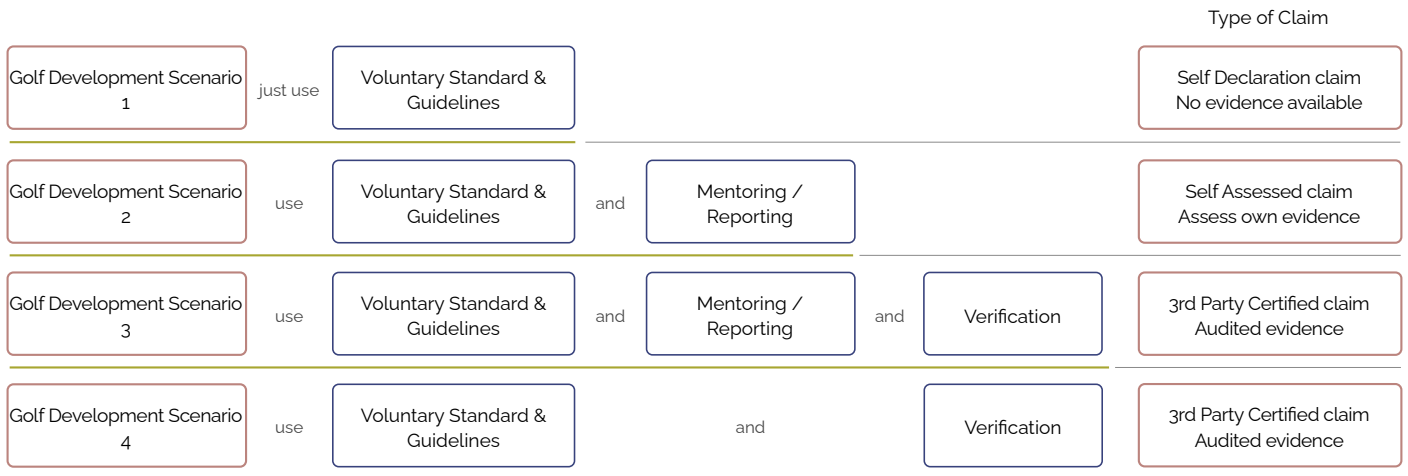 Type of Claim
Golf Development Scenario
1
just use
Voluntary Standard &
Guidelines
Self Declaration claim
No evidence available
Golf Development Scenario
2
use
Voluntary Standard &
Guidelines
and
Mentoring /
Reporting
Self Assessed claim
Assess own evidence
Golf Development Scenario
3
use
Voluntary Standard &
Guidelines
and
Mentoring /
Reporting
and
Verification
3rd Party Certified claim
Audited evidence
Golf Development Scenario
4
use
Voluntary Standard &
Guidelines
and
Verification
3rd Party Certified claim
Audited evidence